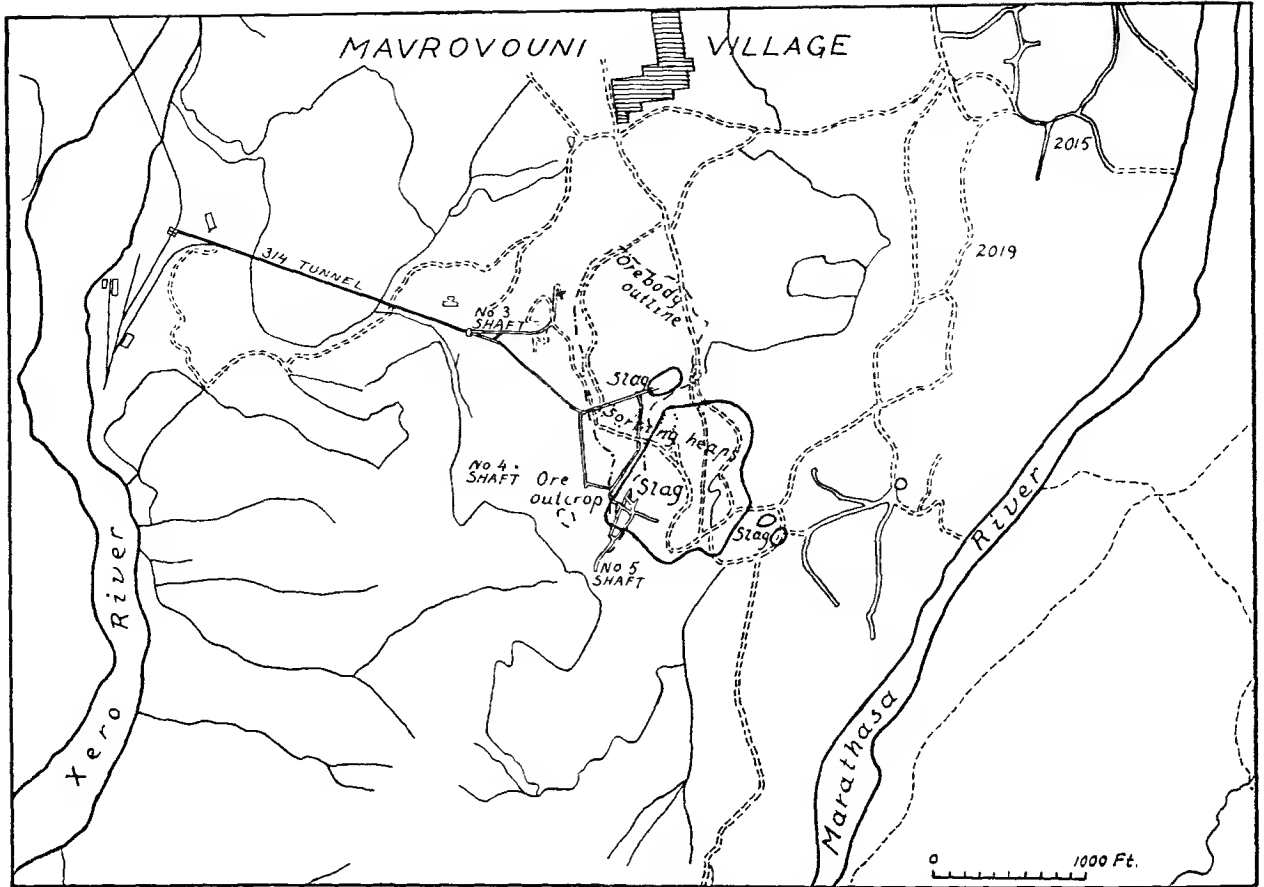 MAVROVOUNI VILLAGE
2015
2019
314 TUNNEL
Orebody
outline
No 3
SHAFT
Slag
Sorting heaps
No 4
SHAFT
Ore
outcrop
Slag
Slag
No 5
SHAFT
Xero River
Marathasa River
0 1000 Ft.